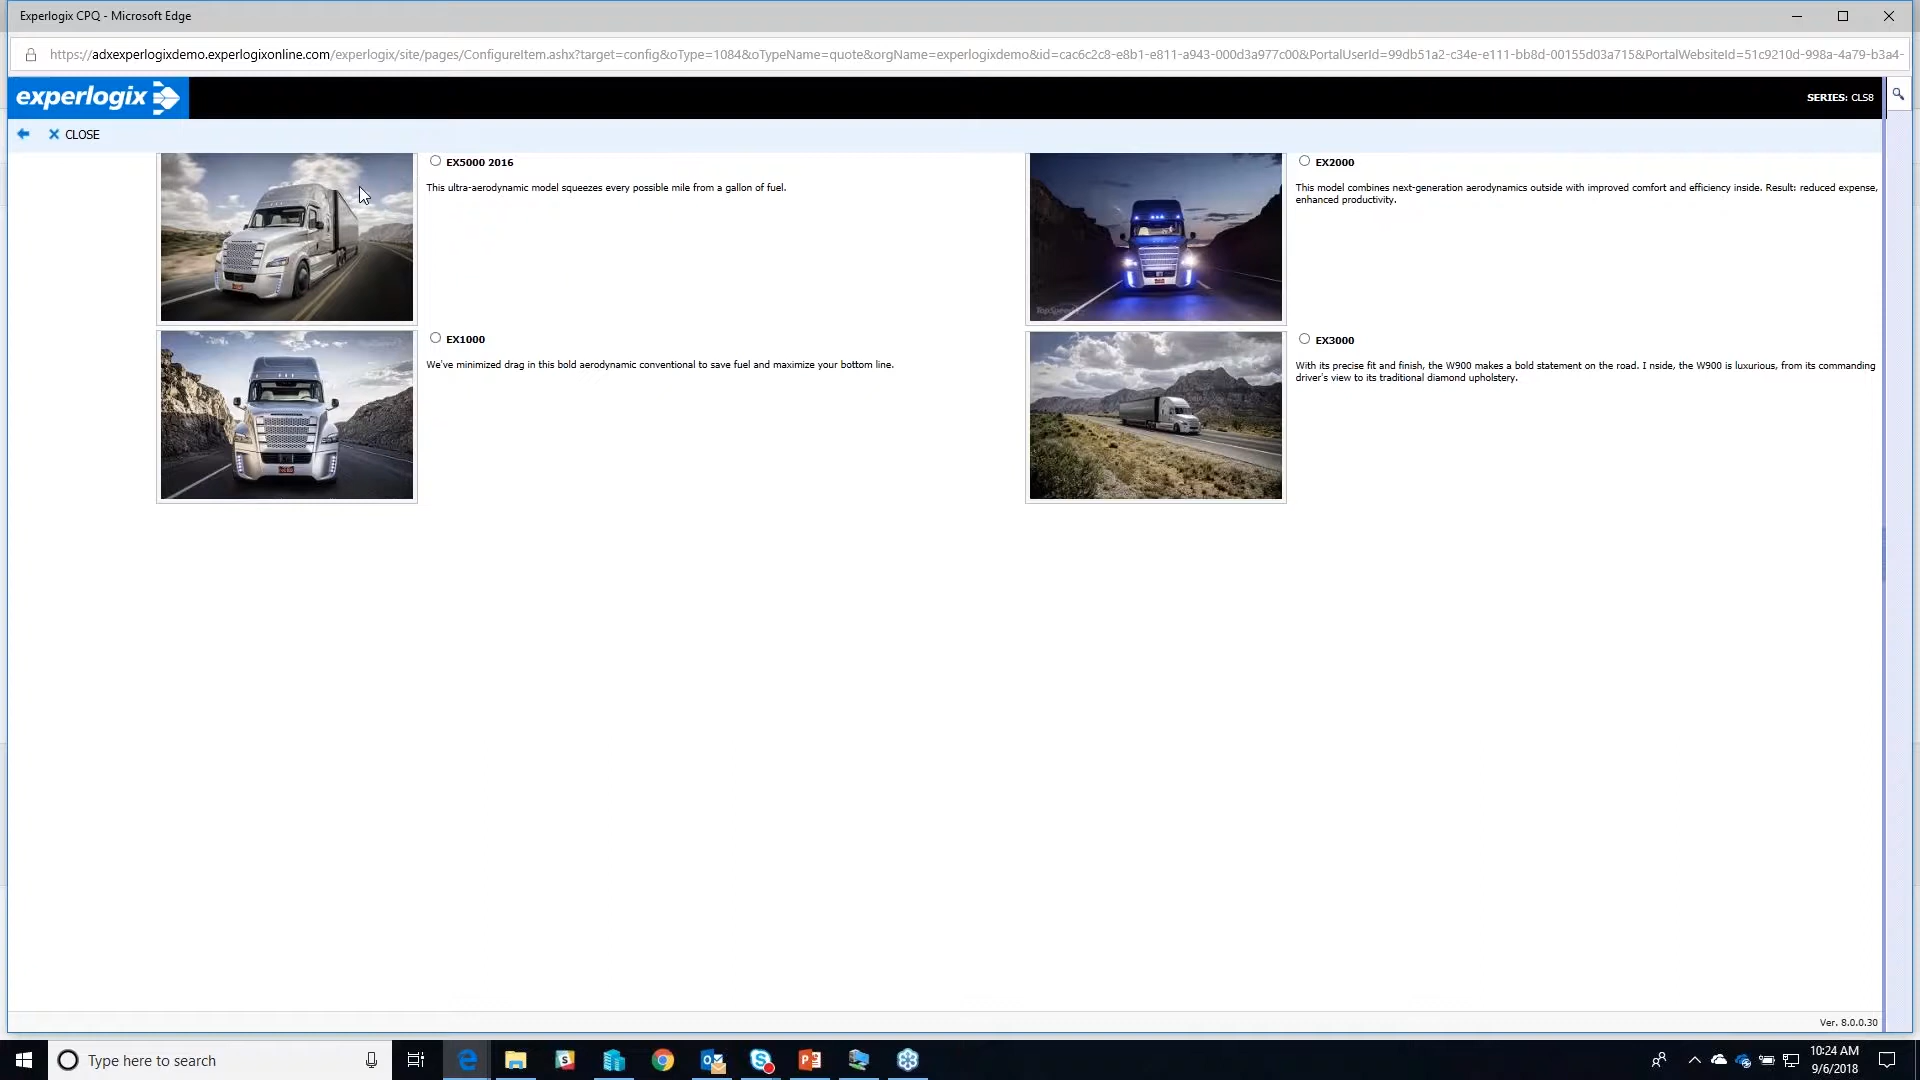 Experlogix CPQ - Microsoft Edge
https://adxexperlogixdemo.experlogixonline.com/experlogix/site/pages/ConfigureItem.ashx?target=config&oType=1084&oTypeName=quote&orgName=experlogixdemo&id=cac6c2c8-e8b1-e811-a943-000d3a977c00&PortalUserId=99db51a2-c34e-e111-bb8d-00155d03a715&PortalWebsiteId=51c9210d-998a-4a79-b3a4-
experlogix
SERIES: CLS8
CLOSE
EX5000 2016
This ultra-aerodynamic model squeezes every possible mile from a gallon of fuel.
EX2000
This model combines next-generation aerodynamics outside with improved comfort and efficiency inside. Result: reduced expense,
enhanced productivity.
TopSpeed
EX1000
We've minimized drag in this bold aerodynamic conventional to save fuel and maximize your bottom line.
EX3000
With its precise fit and finish, the W900 makes a bold statement on the road. I nside, the W900 is luxurious, from its commanding
driver's view to its traditional diamond upholstery.
Ver. 8.0.0.30
Type here to search
10:24 AM
9/6/2018